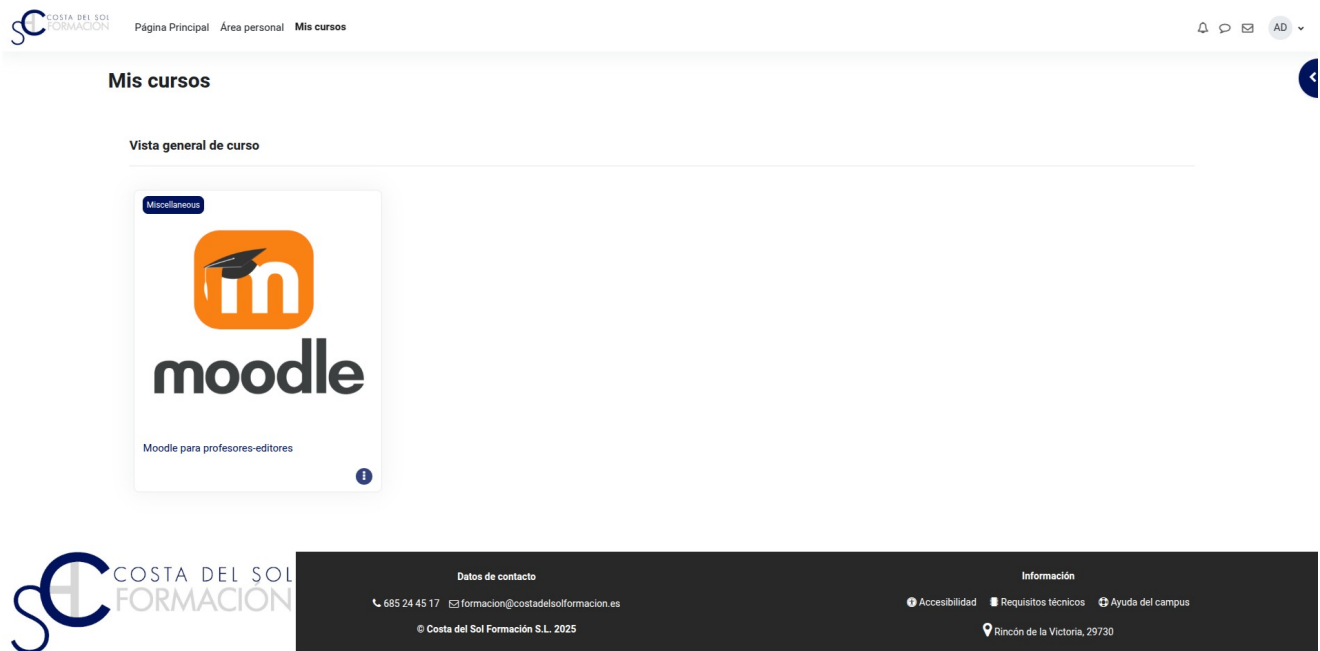 COSTA DEL SOL
FORMACIÓN
Página Principal Área personal Mis cursos
AD
Mis cursos
Vista general de curso
Miscellaneous
m
moodle
Moodle para profesores-editores
COSTA DEL SOL
FORMACIÓN
Datos de contacto
685 24 45 17 formacion@costadelsolformacion.es
© Costa del Sol Formación S.L. 2025
Información
Accesibilidad Requisitos técnicos Ayuda del campus
Rincón de la Victoria, 29730